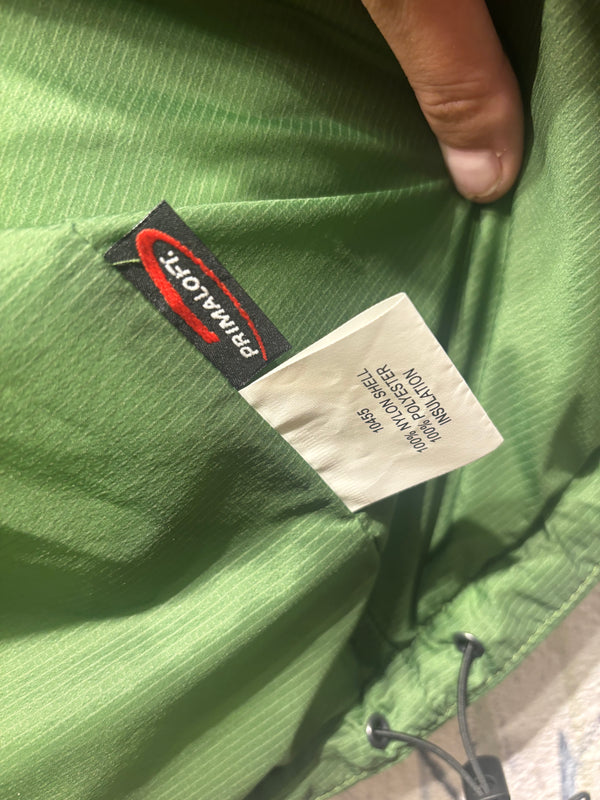 PRIMALOFT.
10455
100% NYLON SHELL
100% POLYESTER
INSULATION